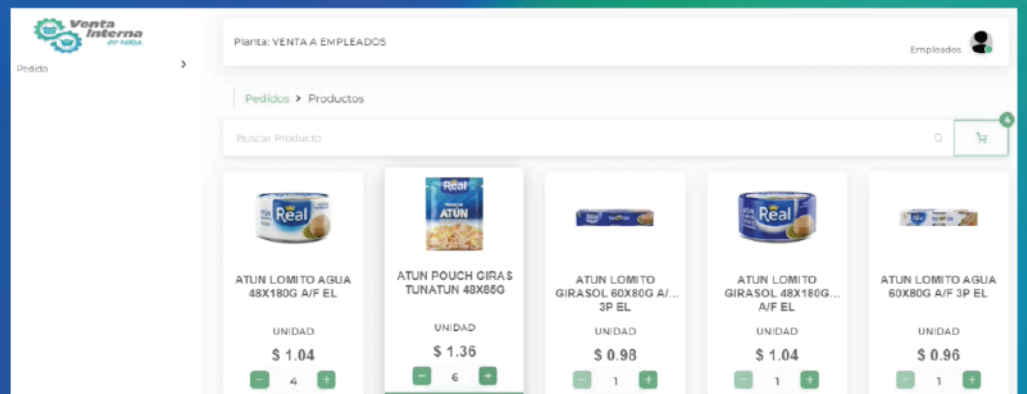 Venta
Interna
BY NIRSA
Planta: VENTA A EMPLEADOS
Empleados
Pedido
Pedidos > Productos
Buscar Producto
4
Real
ATUN LOMITO AGUA
48X180G A/F EL
UNIDAD
$ 1.04
- 4 +
Real
ATÚN
ATUN POUCH GIRAS
TUNATUN 48X85G
UNIDAD
$ 1.36
- 6 +
ATUN LOMITO
GIRASOL 60X80G A/...
3P EL
UNIDAD
$ 0.98
- 1 +
Real
ATUN LOMITO
GIRASOL 48X180G...
A/F EL
UNIDAD
$ 1.04
- 1 +
ATUN LOMITO AGUA
60X80G A/F 3P EL
UNIDAD
$ 0.96
- 1 +